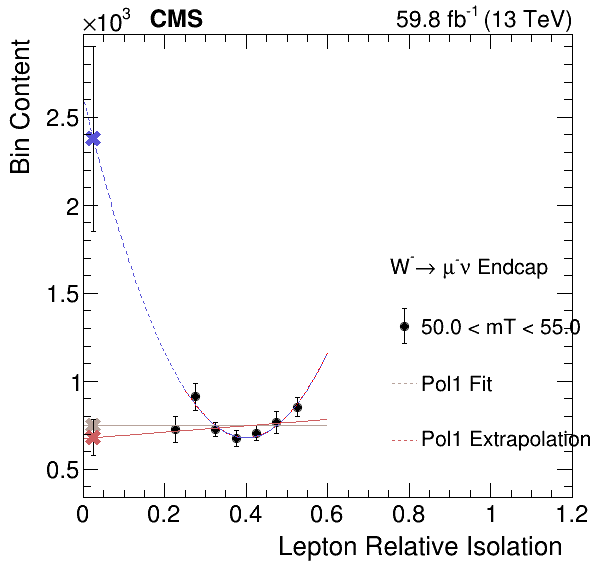 ×10³ CMS 59.8 fb⁻¹ (13 TeV)
Bin Content
2.5
2
1.5
1
0.5
W⁻→ μ⁻ν Endcap
50.0 < mT < 55.0
Pol1 Fit
Pol1 Extrapolation
0 0.2 0.4 0.6 0.8 1 1.2
Lepton Relative Isolation